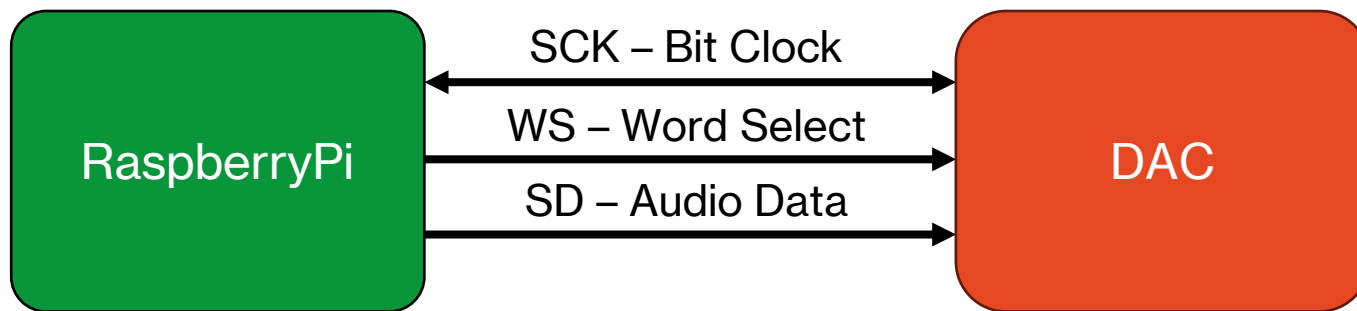 RaspberryPi
SCK – Bit Clock
WS – Word Select
SD – Audio Data
DAC